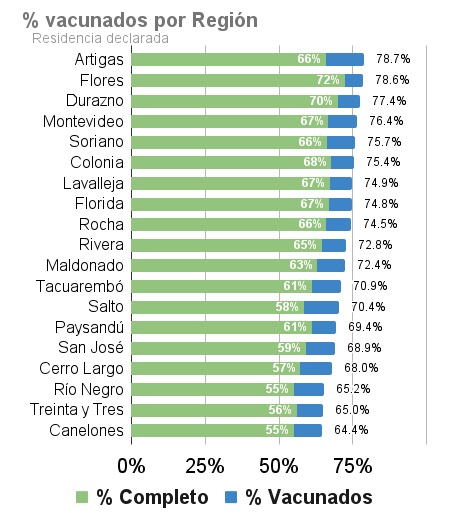 % vacunados por Región
Residencia declarada
Artigas 66% 78.7%
Flores 72% 78.6%
Durazno 70% 77.4%
Montevideo 67% 76.4%
Soriano 66% 75.7%
Colonia 68% 75.4%
Lavalleja 67% 74.9%
Florida 67% 74.8%
Rocha 66% 74.5%
Rivera 65% 72.8%
Maldonado 63% 72.4%
Tacuarembó 61% 70.9%
Salto 58% 70.4%
Paysandú 61% 69.4%
San José 59% 68.9%
Cerro Largo 57% 68.0%
Río Negro 55% 65.2%
Treinta y Tres 56% 65.0%
Canelones 55% 64.4%
0% 25% 50% 75%
% Completo % Vacunados